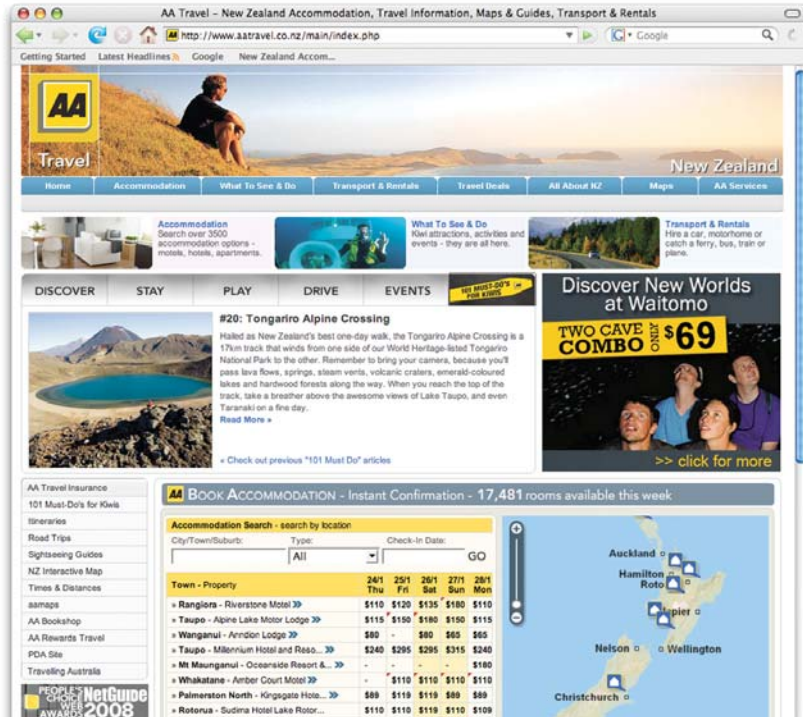 AA Travel - New Zealand Accommodation, Travel Information, Maps & Guides, Transport & Rentals
http://www.aatravel.co.nz/main/index.php
Google
Getting Started Latest Headlines Google New Zealand Accom...
AA
Travel
New Zealand
Home Accommodation What To See & Do Transport & Rentals Travel Deals All About NZ Maps AA Services
Accommodation
Search over 3500
accommodation options -
motels, hotels, apartments.
What To See & Do
Kiwi attractions, activities and
events - they are all here.
Transport & Rentals
Hire a car, motorhome or
catch a ferry, bus, train or
plane.
DISCOVER STAY PLAY DRIVE EVENTS
101 MUST-DO'S
FOR KIWIS
#20: Tongariro Alpine Crossing
Hailed as New Zealand's best one-day walk, the Tongariro Alpine Crossing is a
17km track that winds from one side of our World Heritage-listed Tongariro
National Park to the other. Remember to bring your camera, because you'll
pass lava flows, springs, steam vents, volcanic craters, emerald-coloured
lakes and hardwood forests along the way. When you reach the top of the
track, take a breather above the awesome views of Lake Taupo, and even
Taranaki on a fine day.
Read More »
« Check out previous "101 Must Do" articles
Discover New Worlds
at Waitomo
TWO CAVE
COMBO ONLY $69
>> click for more
AA Travel Insurance
101 Must-Do's for Kiwis
Itineraries
Road Trips
Sightseeing Guides
NZ Interactive Map
Times & Distances
aamaps
AA Bookshop
AA Rewards Travel
PDA Site
Travelling Australia
PEOPLE'S
CHOICE
WEB
AWARDS
NETGUIDE
2008
AA BOOK ACCOMMODATION - Instant Confirmation - 17,481 rooms available this week
Accommodation Search - search by location
City/Town/Suburb: Type: Check-In Date:
All GO
Town - Property 24/1 Thu 25/1 Fri 26/1 Sat 27/1 Sun 28/1 Mon
» Rangiora - Riverstone Motel » $110 $120 $135 $180 $110
» Taupo - Alpine Lake Motor Lodge » $115 $150 $180 $150 $115
» Wanganui - Anndion Lodge » $80 - $80 $65 $65
» Taupo - Millennium Hotel and Reso... » $240 $295 $295 $315 $240
» Mt Maunganui - Oceanside Resort &... » - - - - $180
» Whakatane - Amber Court Motel » - $110 $110 $110 $110
» Palmerston North - Kingsgate Hote... » $89 $119 $119 $89 $89
» Rotorua - Sudima Hotel Lake Rotor... $110 $110 $119 $110 $109
Auckland
Hamilton
Roto
apier
Nelson
Wellington
Christchurch